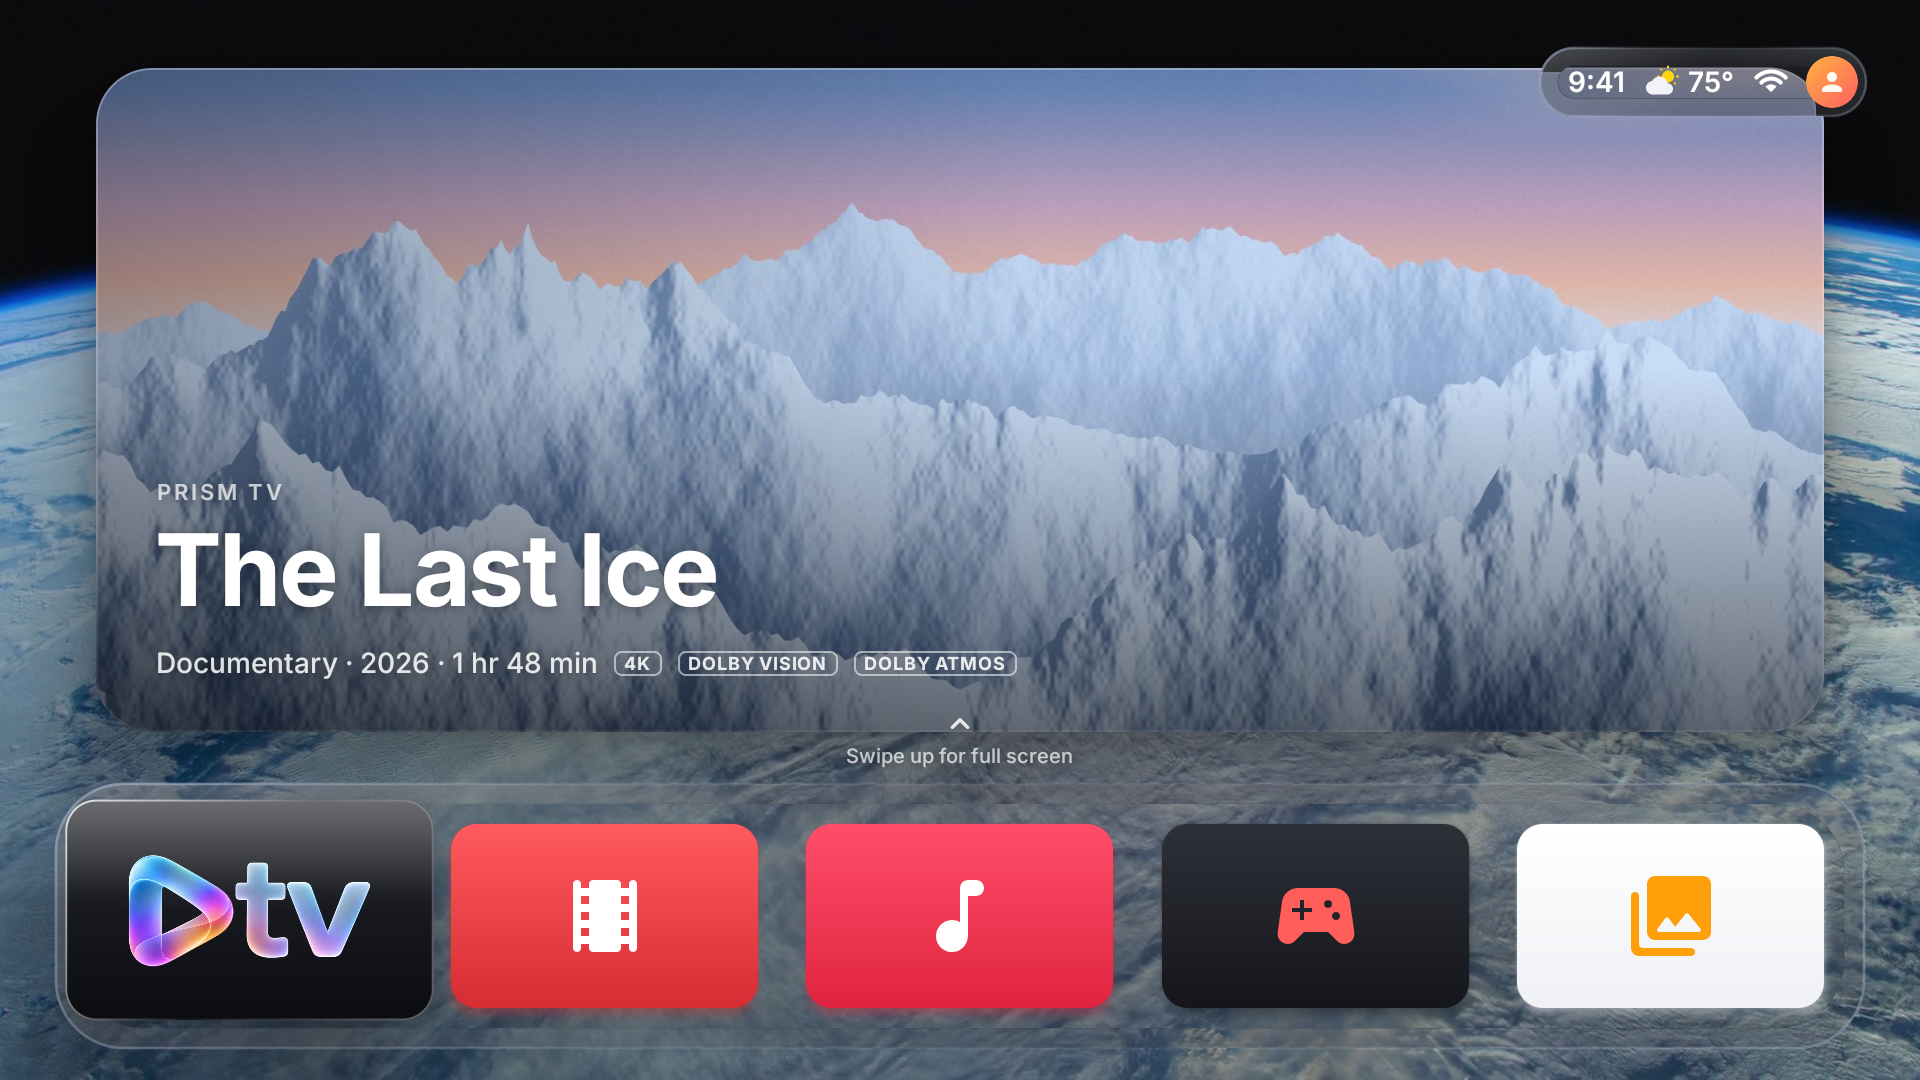 9:41 75°
PRISM TV
The Last Ice
Documentary · 2026 · 1 hr 48 min 4K DOLBY VISION DOLBY ATMOS
Swipe up for full screen
tv